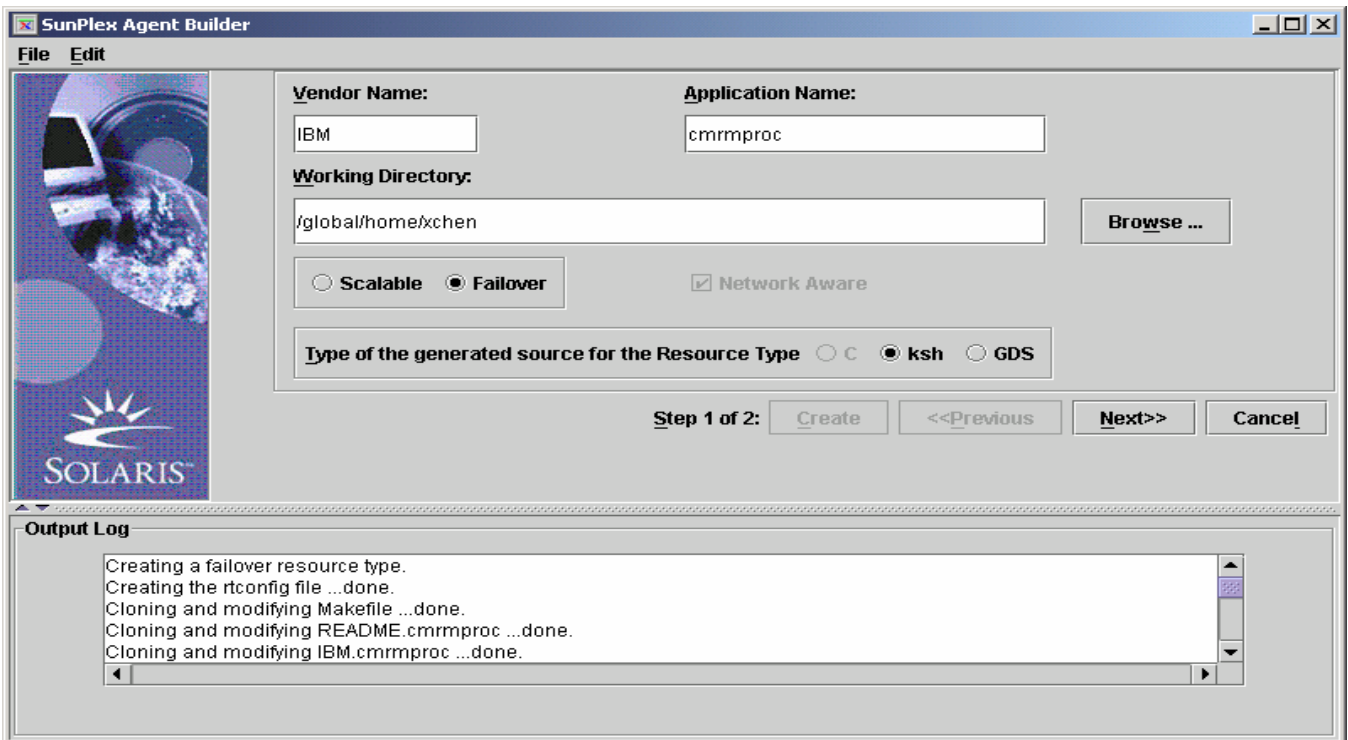 SunPlex Agent Builder
File Edit
Vendor Name: Application Name:
IBM cmrmproc
Working Directory:
/global/home/xchen Browse ...
Scalable Failover Network Aware
Type of the generated source for the Resource Type C ksh GDS
Step 1 of 2: Create <<Previous Next>> Cancel
SOLARIS™
Output Log
Creating a failover resource type.
Creating the rtconfig file ...done.
Cloning and modifying Makefile ...done.
Cloning and modifying README.cmrmproc ...done.
Cloning and modifying IBM.cmrmproc ...done.